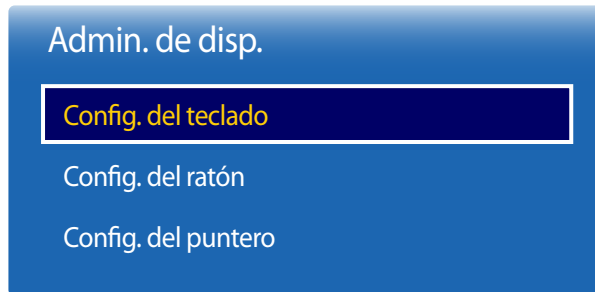 Admin. de disp.
Config. del teclado
Config. del ratón
Config. del puntero